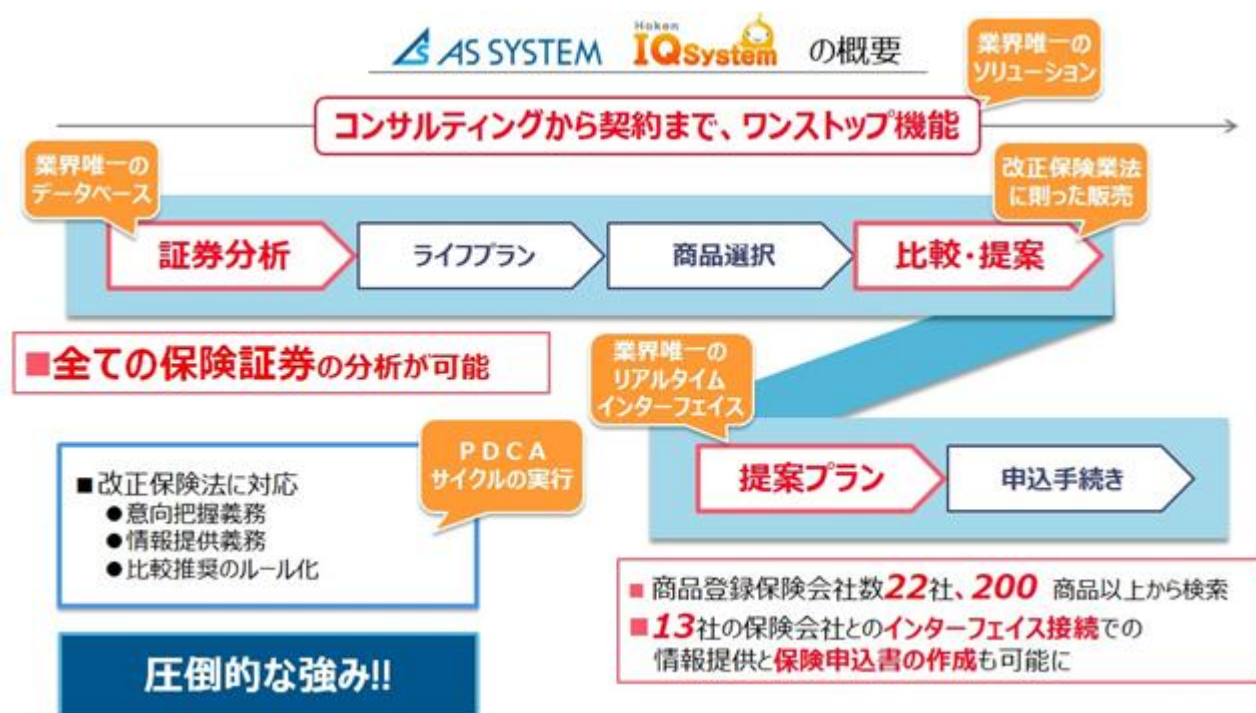 AS SYSTEM Hoken IQSystem の概要
業界唯一の
ソリューション
コンサルティングから契約まで、ワンストップ機能
業界唯一の
データベース
改正保険業法
に則った販売
証券分析
ライフプラン
商品選択
比較・提案
■全ての保険証券の分析が可能
業界唯一の
リアルタイム
インターフェイス
PDCA
サイクルの実行
■改正保険法に対応
●意向把握義務
●情報提供義務
●比較推奨のルール化
提案プラン
申込手続き
■商品登録保険会社数22社、200 商品以上から検索
■13社の保険会社とのインターフェイス接続での
情報提供と保険申込書の作成も可能に
圧倒的な強み!!